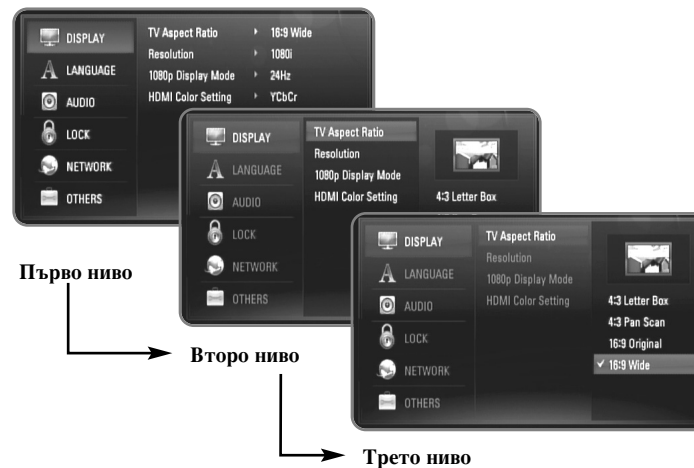 DISPLAY
LANGUAGE
AUDIO
LOCK
NETWORK
OTHERS
TV Aspect Ratio 16:9 Wide
Resolution 1080i
1080p Display Mode 24Hz
HDMI Color Setting YCbCr
Първо ниво
DISPLAY
LANGUAGE
AUDIO
LOCK
NETWORK
OTHERS
TV Aspect Ratio
Resolution
1080p Display Mode
HDMI Color Setting
4:3 Letter Box
Второ ниво
DISPLAY
LANGUAGE
AUDIO
LOCK
NETWORK
OTHERS
TV Aspect Ratio
Resolution
1080p Display Mode
HDMI Color Setting
4:3 Letter Box
4:3 Pan Scan
16:9 Original
✓ 16:9 Wide
Трето ниво